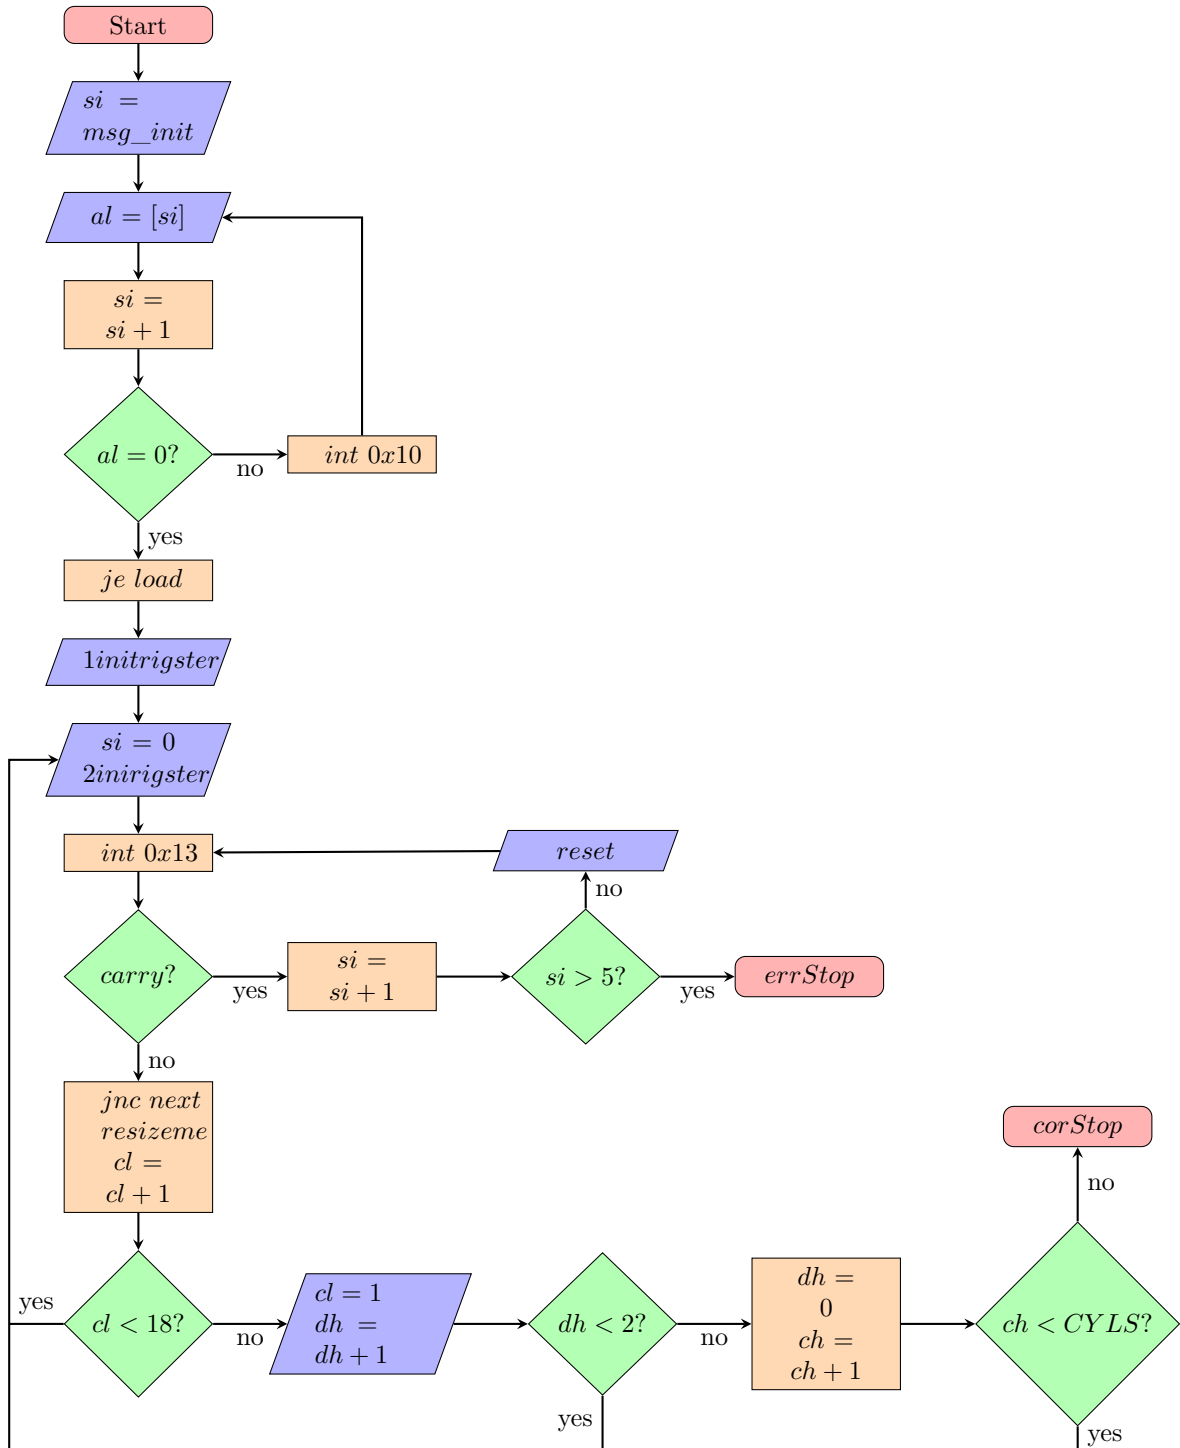 Start
si =
msg_init
al = [si]
si =
si + 1
al = 0?
no
int 0x10
yes
je load
1initrigster
si = 0
2inirigster
int 0x13
reset
no
carry?
yes
si =
si + 1
si > 5?
yes
errStop
no
jnc next
resizeme
cl =
cl + 1
corStop
no
yes
cl < 18?
no
cl = 1
dh =
dh + 1
dh < 2?
no
dh =
0
ch =
ch + 1
ch < CYLS?
yes
yes